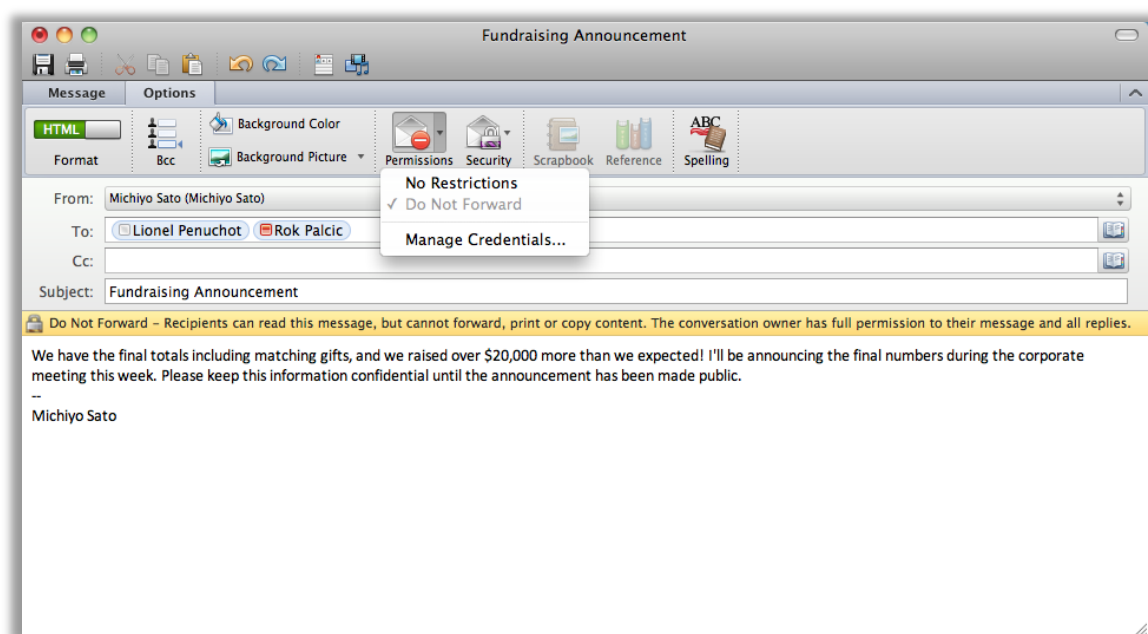 Fundraising Announcement
Message Options
HTML
Format
Bcc
Background Color
Background Picture
Permissions
Security
Scrapbook
Reference
ABC
Spelling
No Restrictions
✓ Do Not Forward
Manage Credentials...
From: Michiyo Sato (Michiyo Sato)
To: Lionel Penuchot Rok Palcic
Cc:
Subject: Fundraising Announcement
Do Not Forward – Recipients can read this message, but cannot forward, print or copy content. The conversation owner has full permission to their message and all replies.
We have the final totals including matching gifts, and we raised over $20,000 more than we expected! I'll be announcing the final numbers during the corporate
meeting this week. Please keep this information confidential until the announcement has been made public.
--
Michiyo Sato